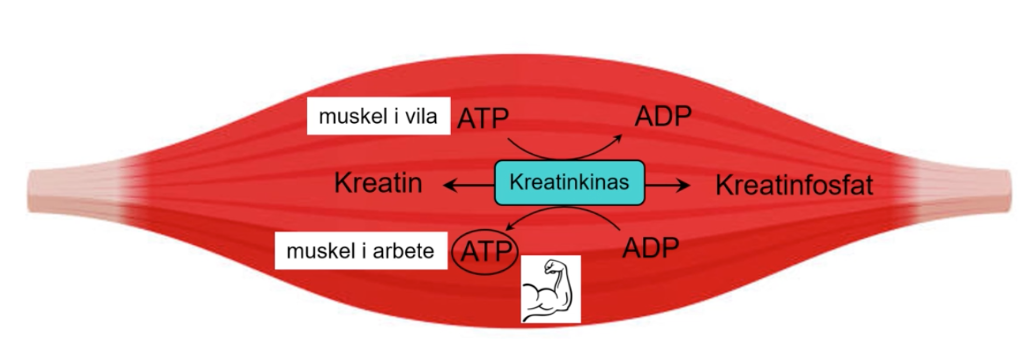 muskel i vila ATP ADP
Kreatin Kreatinkinas Kreatinfosfat
muskel i arbete ATP ADP